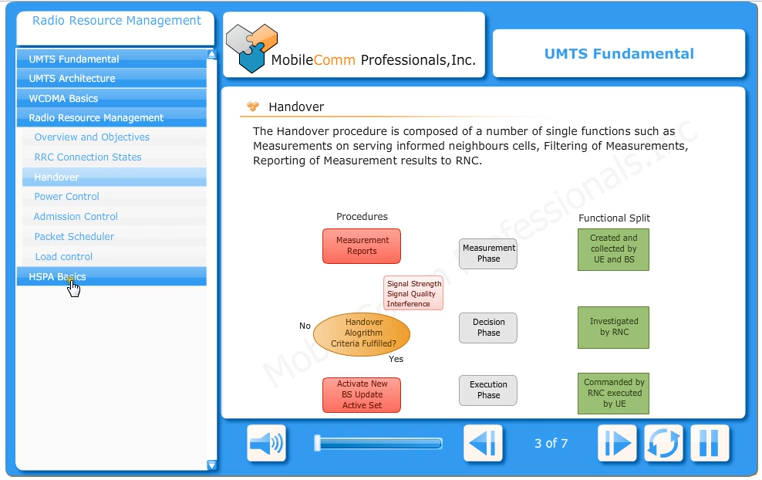 Radio Resource Management
UMTS Fundamental
UMTS Architecture
WCDMA Basics
Radio Resource Management
Overview and Objectives
RRC Connection States
Handover
Power Control
Admission Control
Packet Scheduler
Load control
HSPA Basics
MobileComm Professionals,Inc.
UMTS Fundamental
Handover
The Handover procedure is composed of a number of single functions such as
Measurements on serving informed neighbours cells, Filtering of Measurements,
Reporting of Measurement results to RNC.
Procedures
Functional Split
Measurement
Reports
Measurement
Phase
Created and
collected by
UE and BS
Signal Strength
Signal Quality
Interference
No
Handover
Alogrithm
Criteria Fulfilled?
Yes
Decision
Phase
Investigated
by RNC
Activate New
BS Update
Active Set
Execution
Phase
Commanded by
RNC executed
by UE
MobileComm Professionals.Inc
3 of 7